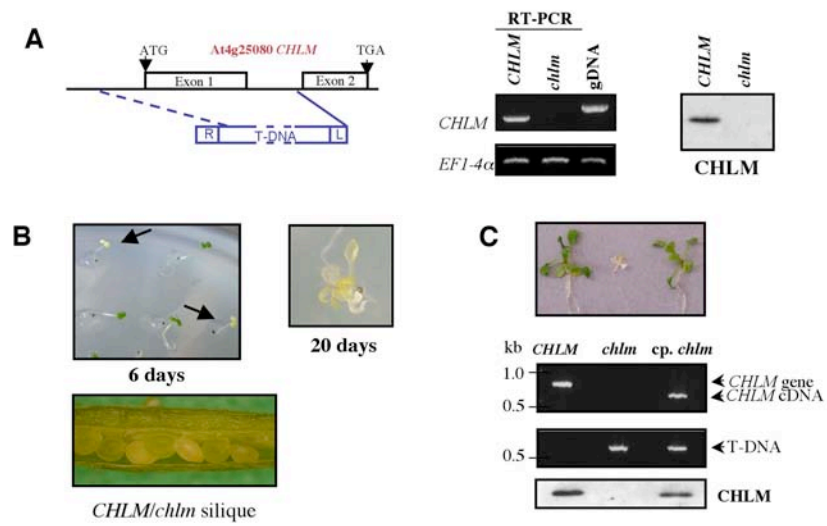 A
ATG
At4g25080 CHLM
TGA
Exon 1
Exon 2
R
T-DNA
L
RT-PCR
CHLM
chlm
gDNA
CHLM
EF1-4α
CHLM
chlm
CHLM
B
6 days
20 days
CHLM/chlm silique
C
kb
CHLM
chlm
cp. chlm
1.0
0.5
CHLM gene
CHLM cDNA
0.5
T-DNA
CHLM